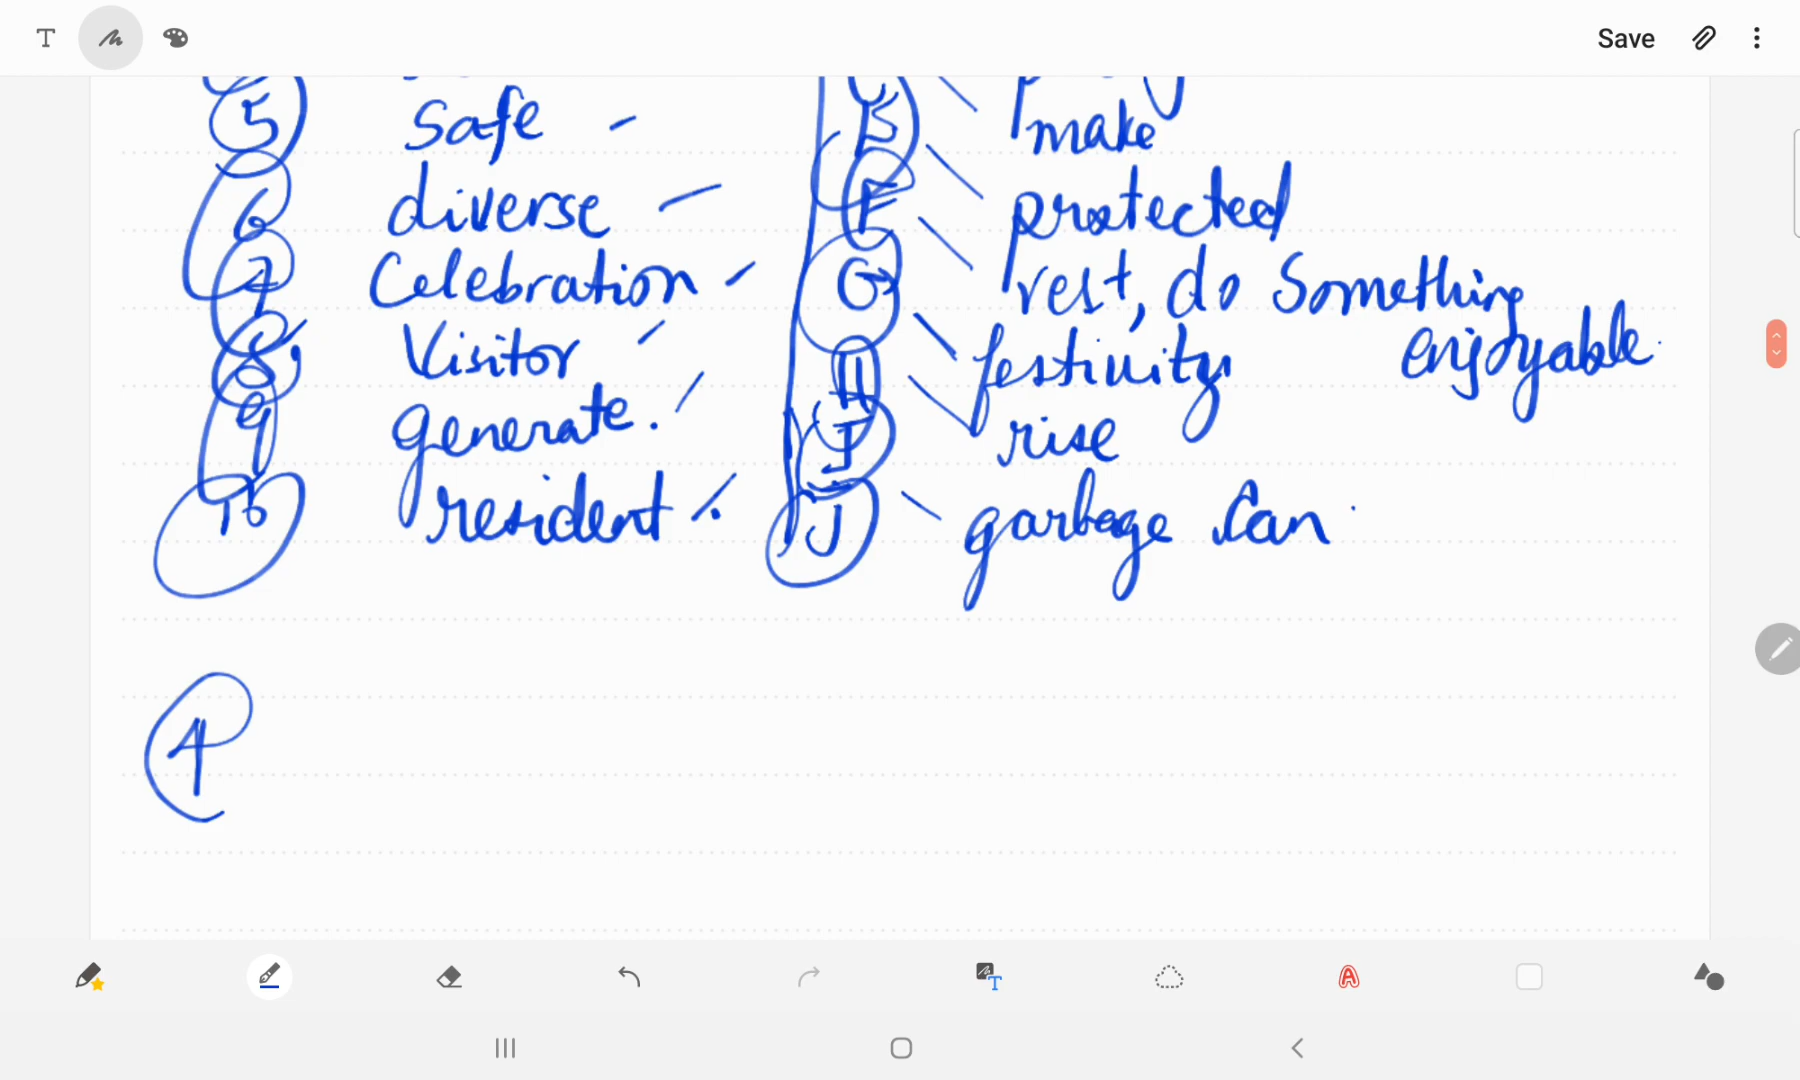 T Save
5 Safe - make
6 diverse - F protected
7 Celebration - G rest, do Something
8 Visitor - H festivity enjoyable.
9 generate. I rise
10 resident J garbage Can.
4
T
A